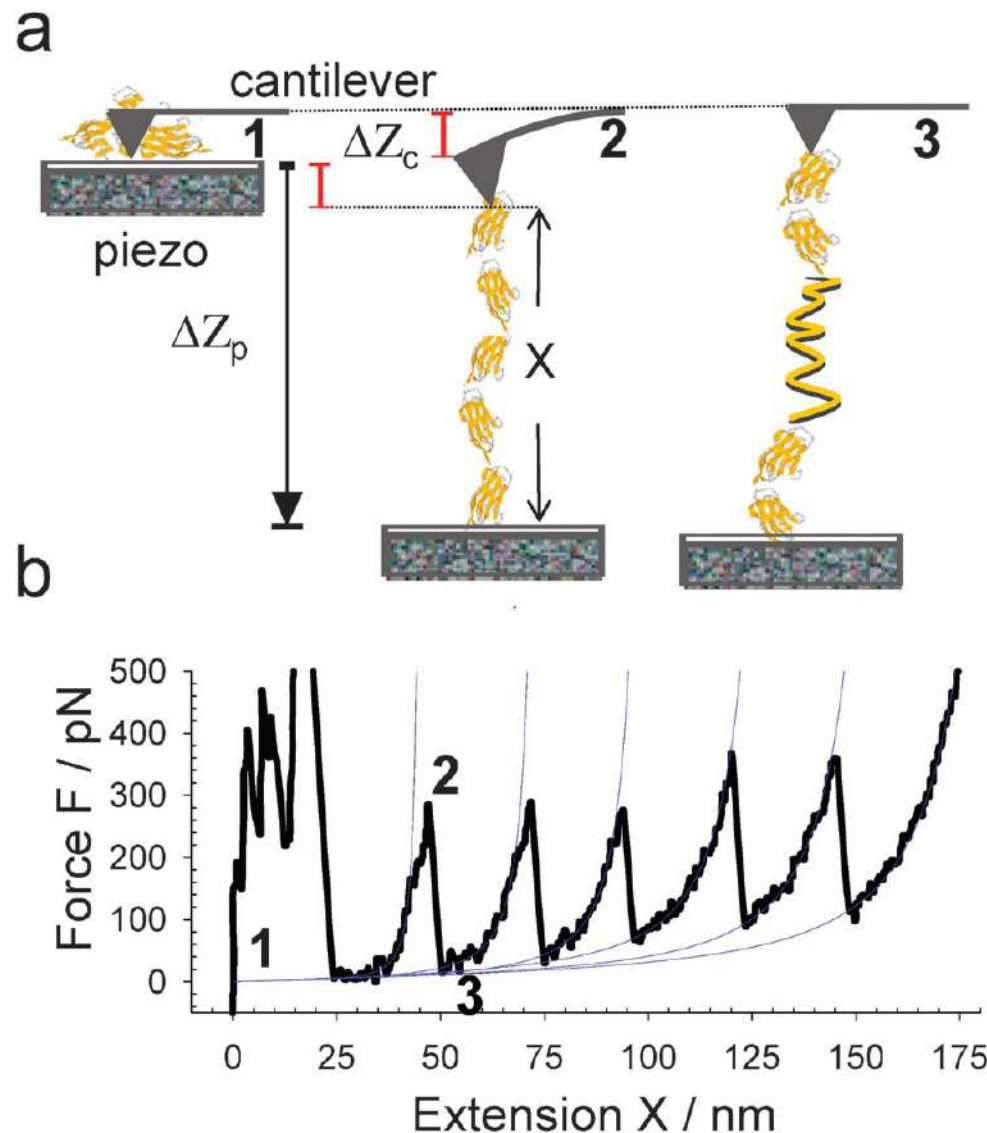 a
cantilever
1
ΔZc
2
3
piezo
ΔZp
X
b
500
400
300
200
100
0
Force F / pN
1
2
3
0 25 50 75 100 125 150 175
Extension X / nm